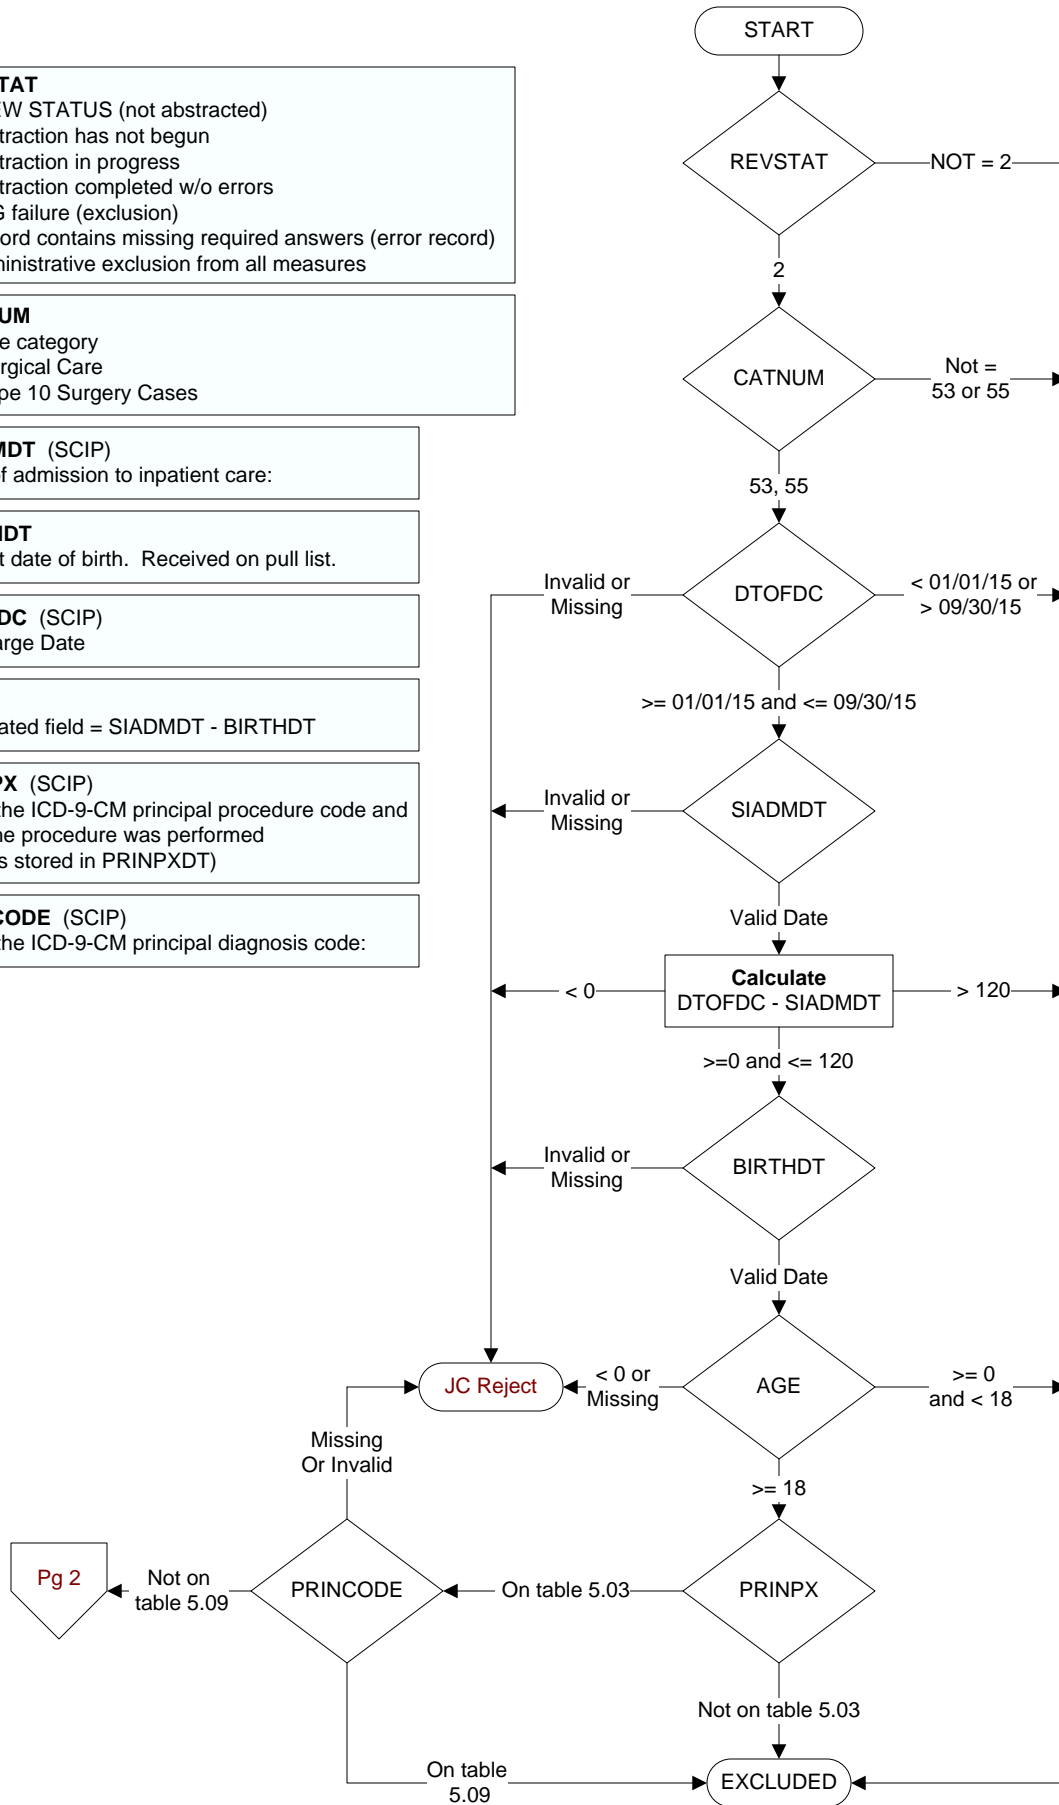 START
TAT
EW STATUS (not abstracted)
traction has not begun
traction in progress
traction completed w/o errors
G failure (exclusion)
ord contains missing required answers (error record)
ministrative exclusion from all measures
REVSTAT
NOT = 2
2
UM
e category
rgical Care
pe 10 Surgery Cases
CATNUM
Not =
53 or 55
53, 55
MDT (SCIP)
f admission to inpatient care:
HDT
t date of birth.  Received on pull list.
DC (SCIP)
arge Date
Invalid or
Missing
DTOFDC
< 01/01/15 or
> 09/30/15
>= 01/01/15 and <= 09/30/15
ated field = SIADMDT - BIRTHDT
PX (SCIP)
the ICD-9-CM principal procedure code and
ne procedure was performed
s stored in PRINPXDT)
Invalid or
Missing
SIADMDT
Valid Date
CODE (SCIP)
the ICD-9-CM principal diagnosis code:
< 0
Calculate
DTOFDC - SIADMDT
> 120
>=0 and <= 120
Invalid or
Missing
BIRTHDT
Valid Date
JC Reject
< 0 or
Missing
AGE
>= 0
and < 18
Missing
Or Invalid
>= 18
Pg 2
Not on
table 5.09
PRINCODE
On table 5.03
PRINPX
Not on table 5.03
On table
5.09
EXCLUDED